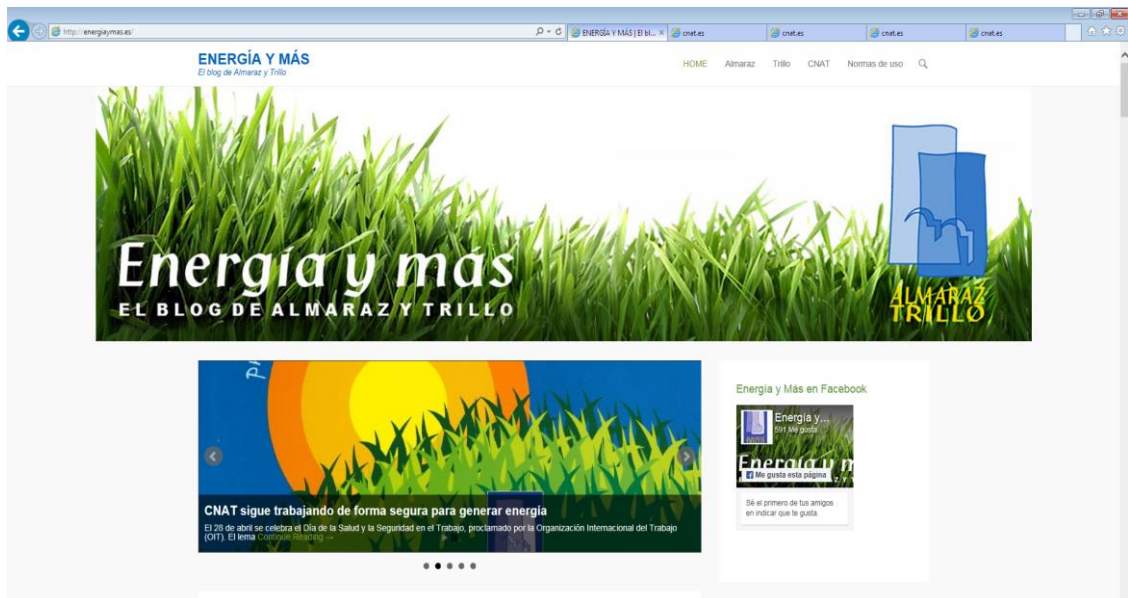 http://energiaymas.es/
ENERGÍA Y MÁS | El bl...
cnat.es
cnat.es
cnat.es
cnat.es
ENERGÍA Y MÁS
El blog de Almaraz y Trillo
HOME Almaraz Trillo CNAT Normas de uso
Energía y más
EL BLOG DE ALMARAZ Y TRILLO
ALMARAZ
TRILLO
CNAT sigue trabajando de forma segura para generar energía
El 28 de abril se celebra el Día de la Salud y la Seguridad en el Trabajo, proclamado por la Organización Internacional del Trabajo
(OIT). El lema Continue Reading →
Energía y Más en Facebook
Energía y...
591 Me gusta
Energía y m
Me gusta esta página
Sé el primero de tus amigos
en indicar que te gusta.